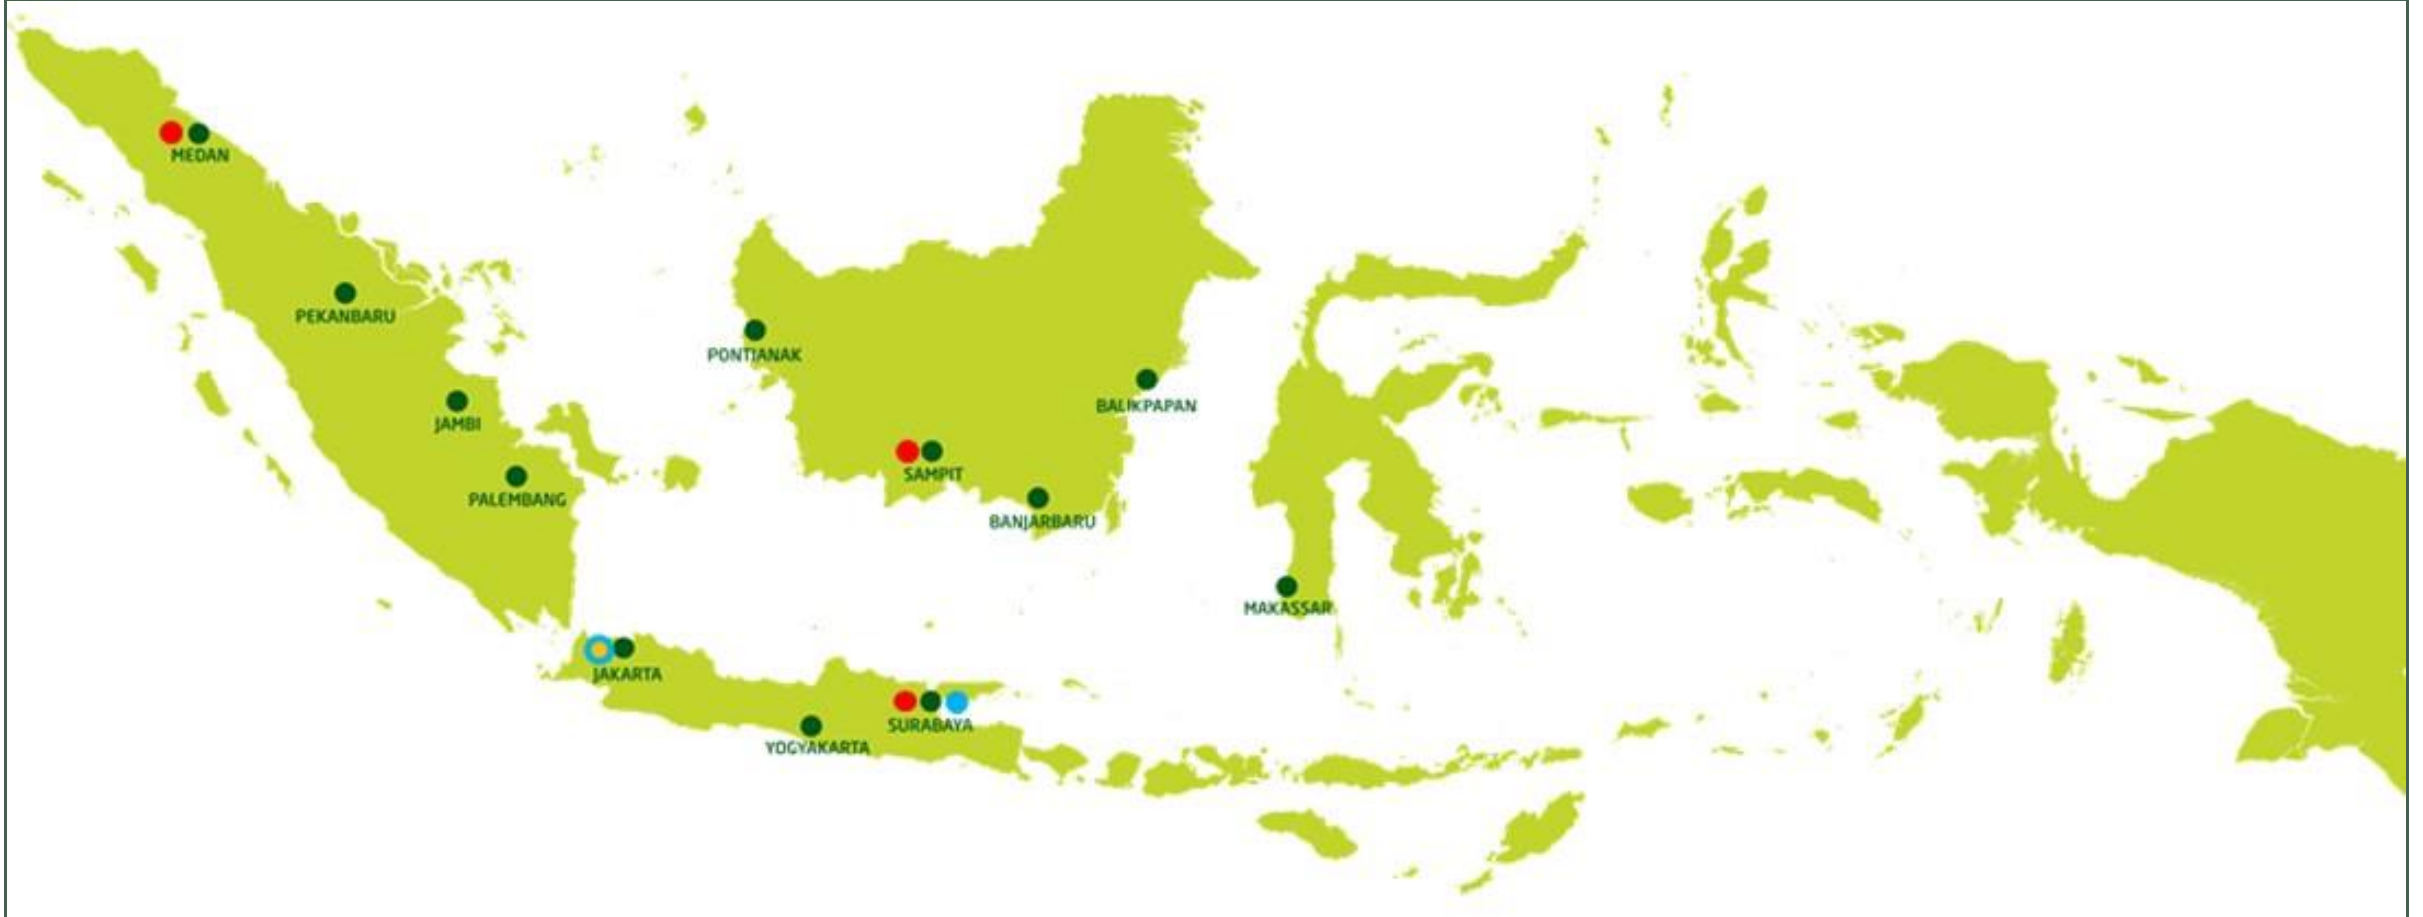 MEDAN
PEKANBARU
PONTIANAK
BALIKPAPAN
JAMBI
SAMPIT
PALEMBANG
BANJARBARU
MAKASSAR
JAKARTA
SURABAYA
YOGYAKARTA